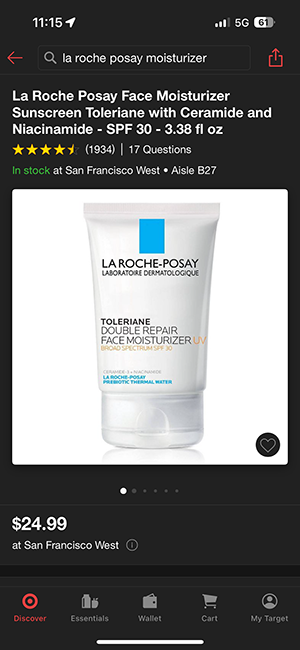 11:15
5G 61
la roche posay moisturizer
La Roche Posay Face Moisturizer
Sunscreen Toleriane with Ceramide and
Niacinamide - SPF 30 - 3.38 fl oz
(1934) | 17 Questions
In stock at San Francisco West • Aisle B27
LA ROCHE-POSAY
LABORATOIRE DERMATOLOGIQUE
TOLERIANE
DOUBLE REPAIR
FACE MOISTURIZER UV
BROAD SPECTRUM SPF 30
CERAMIDE-3 + NIACINAMIDE
LA ROCHE-POSAY
PREBIOTIC THERMAL WATER
$24.99
at San Francisco West
Discover
Essentials
Wallet
Cart
My Target